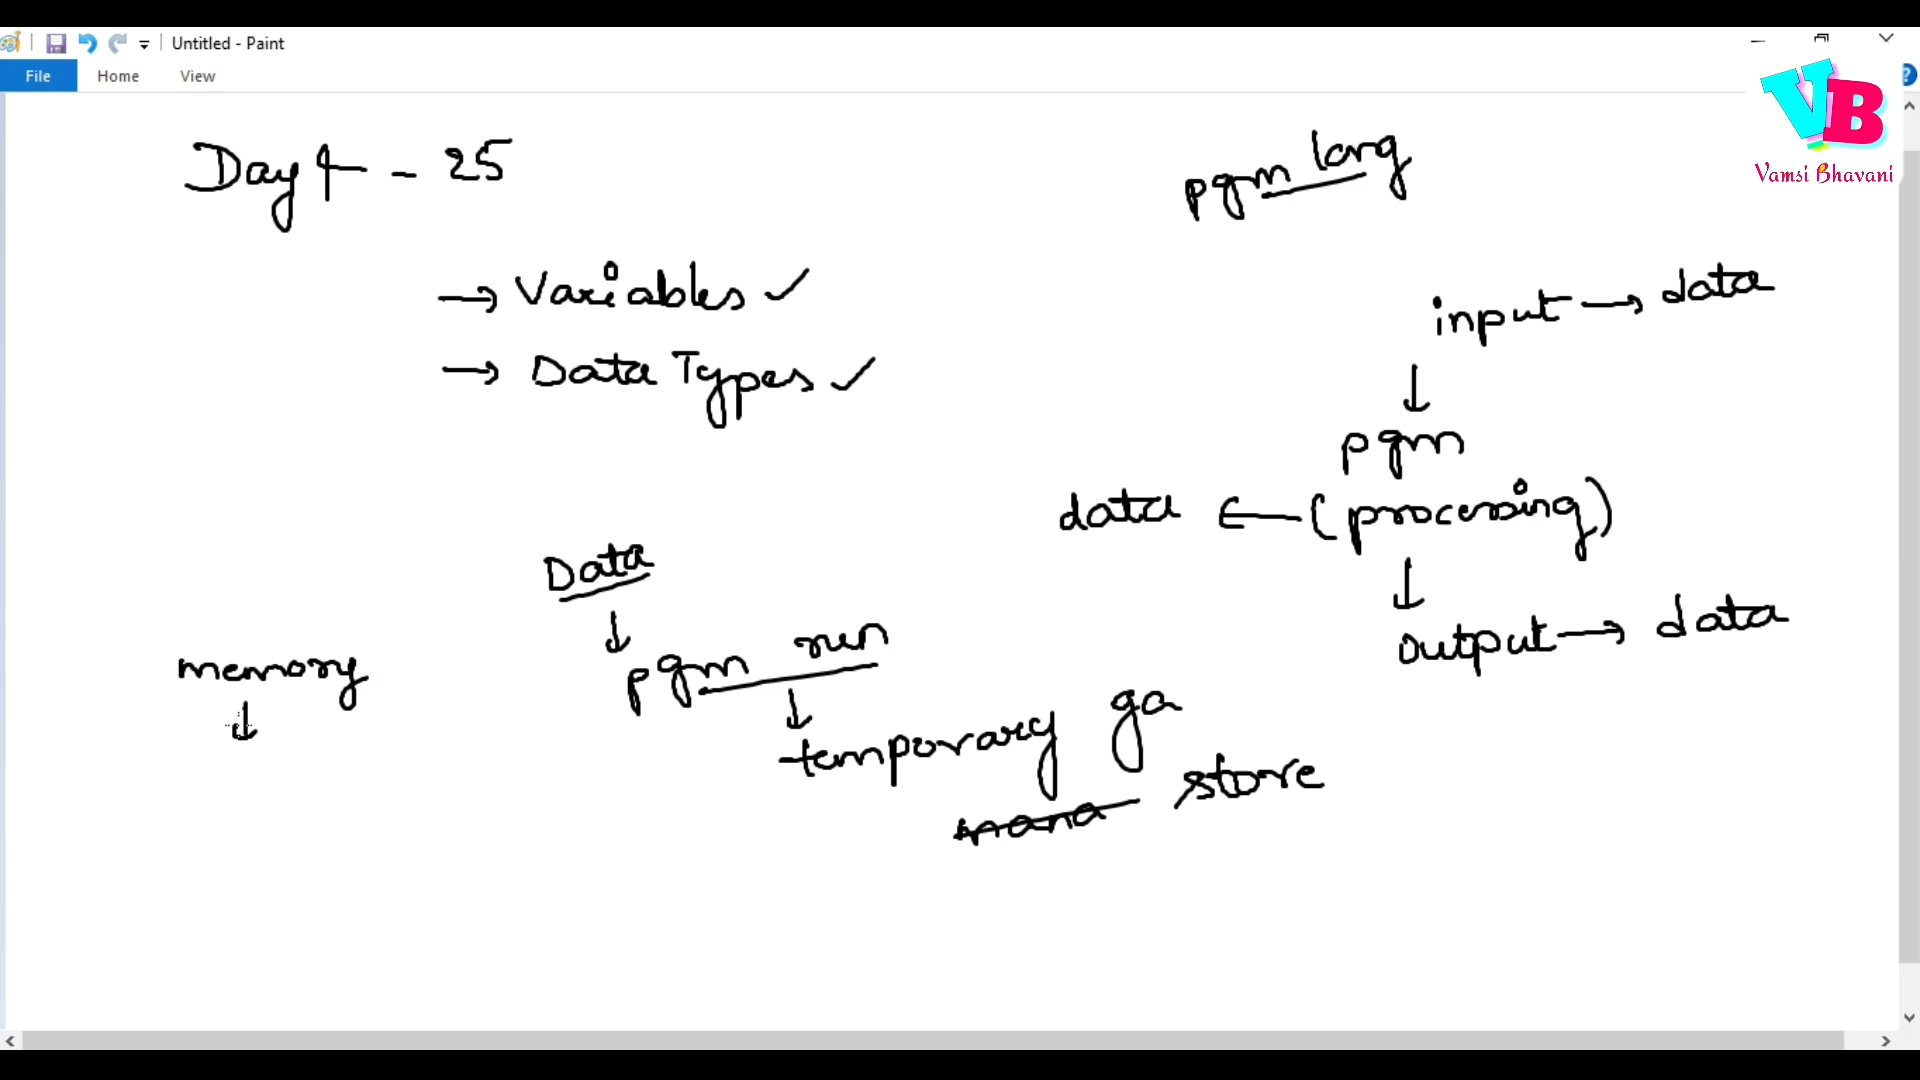 Untitled - Paint
File Home View
VB
Vamsi Bhavani
Day 4 - 25
pgm lang
→ Variables ✓
→ Data Types ✓
input → data
↓
pgm
data ← (processing)
↓
output → data
Data
↓
pgm run
↓
temporary ga
store
memory
↓